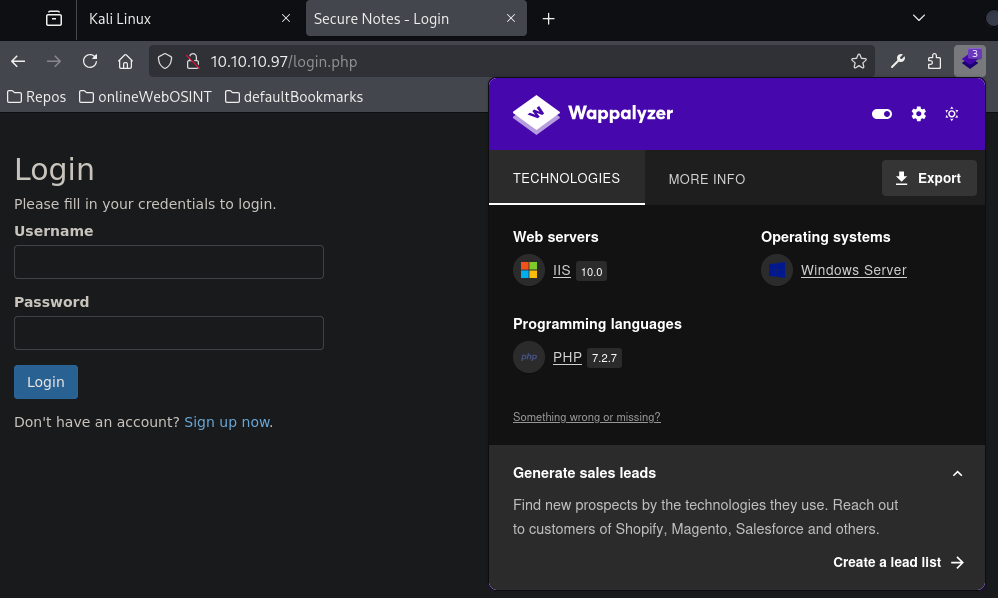 Kali Linux
Secure Notes - Login
10.10.10.97/login.php
3
Repos
onlineWebOSINT
defaultBookmarks
Login
Please fill in your credentials to login.
Username
Password
Login
Don't have an account? Sign up now.
Wappalyzer
TECHNOLOGIES
MORE INFO
Export
Web servers
IIS 10.0
Operating systems
Windows Server
Programming languages
php PHP 7.2.7
Something wrong or missing?
Generate sales leads
Find new prospects by the technologies they use. Reach out
to customers of Shopify, Magento, Salesforce and others.
Create a lead list